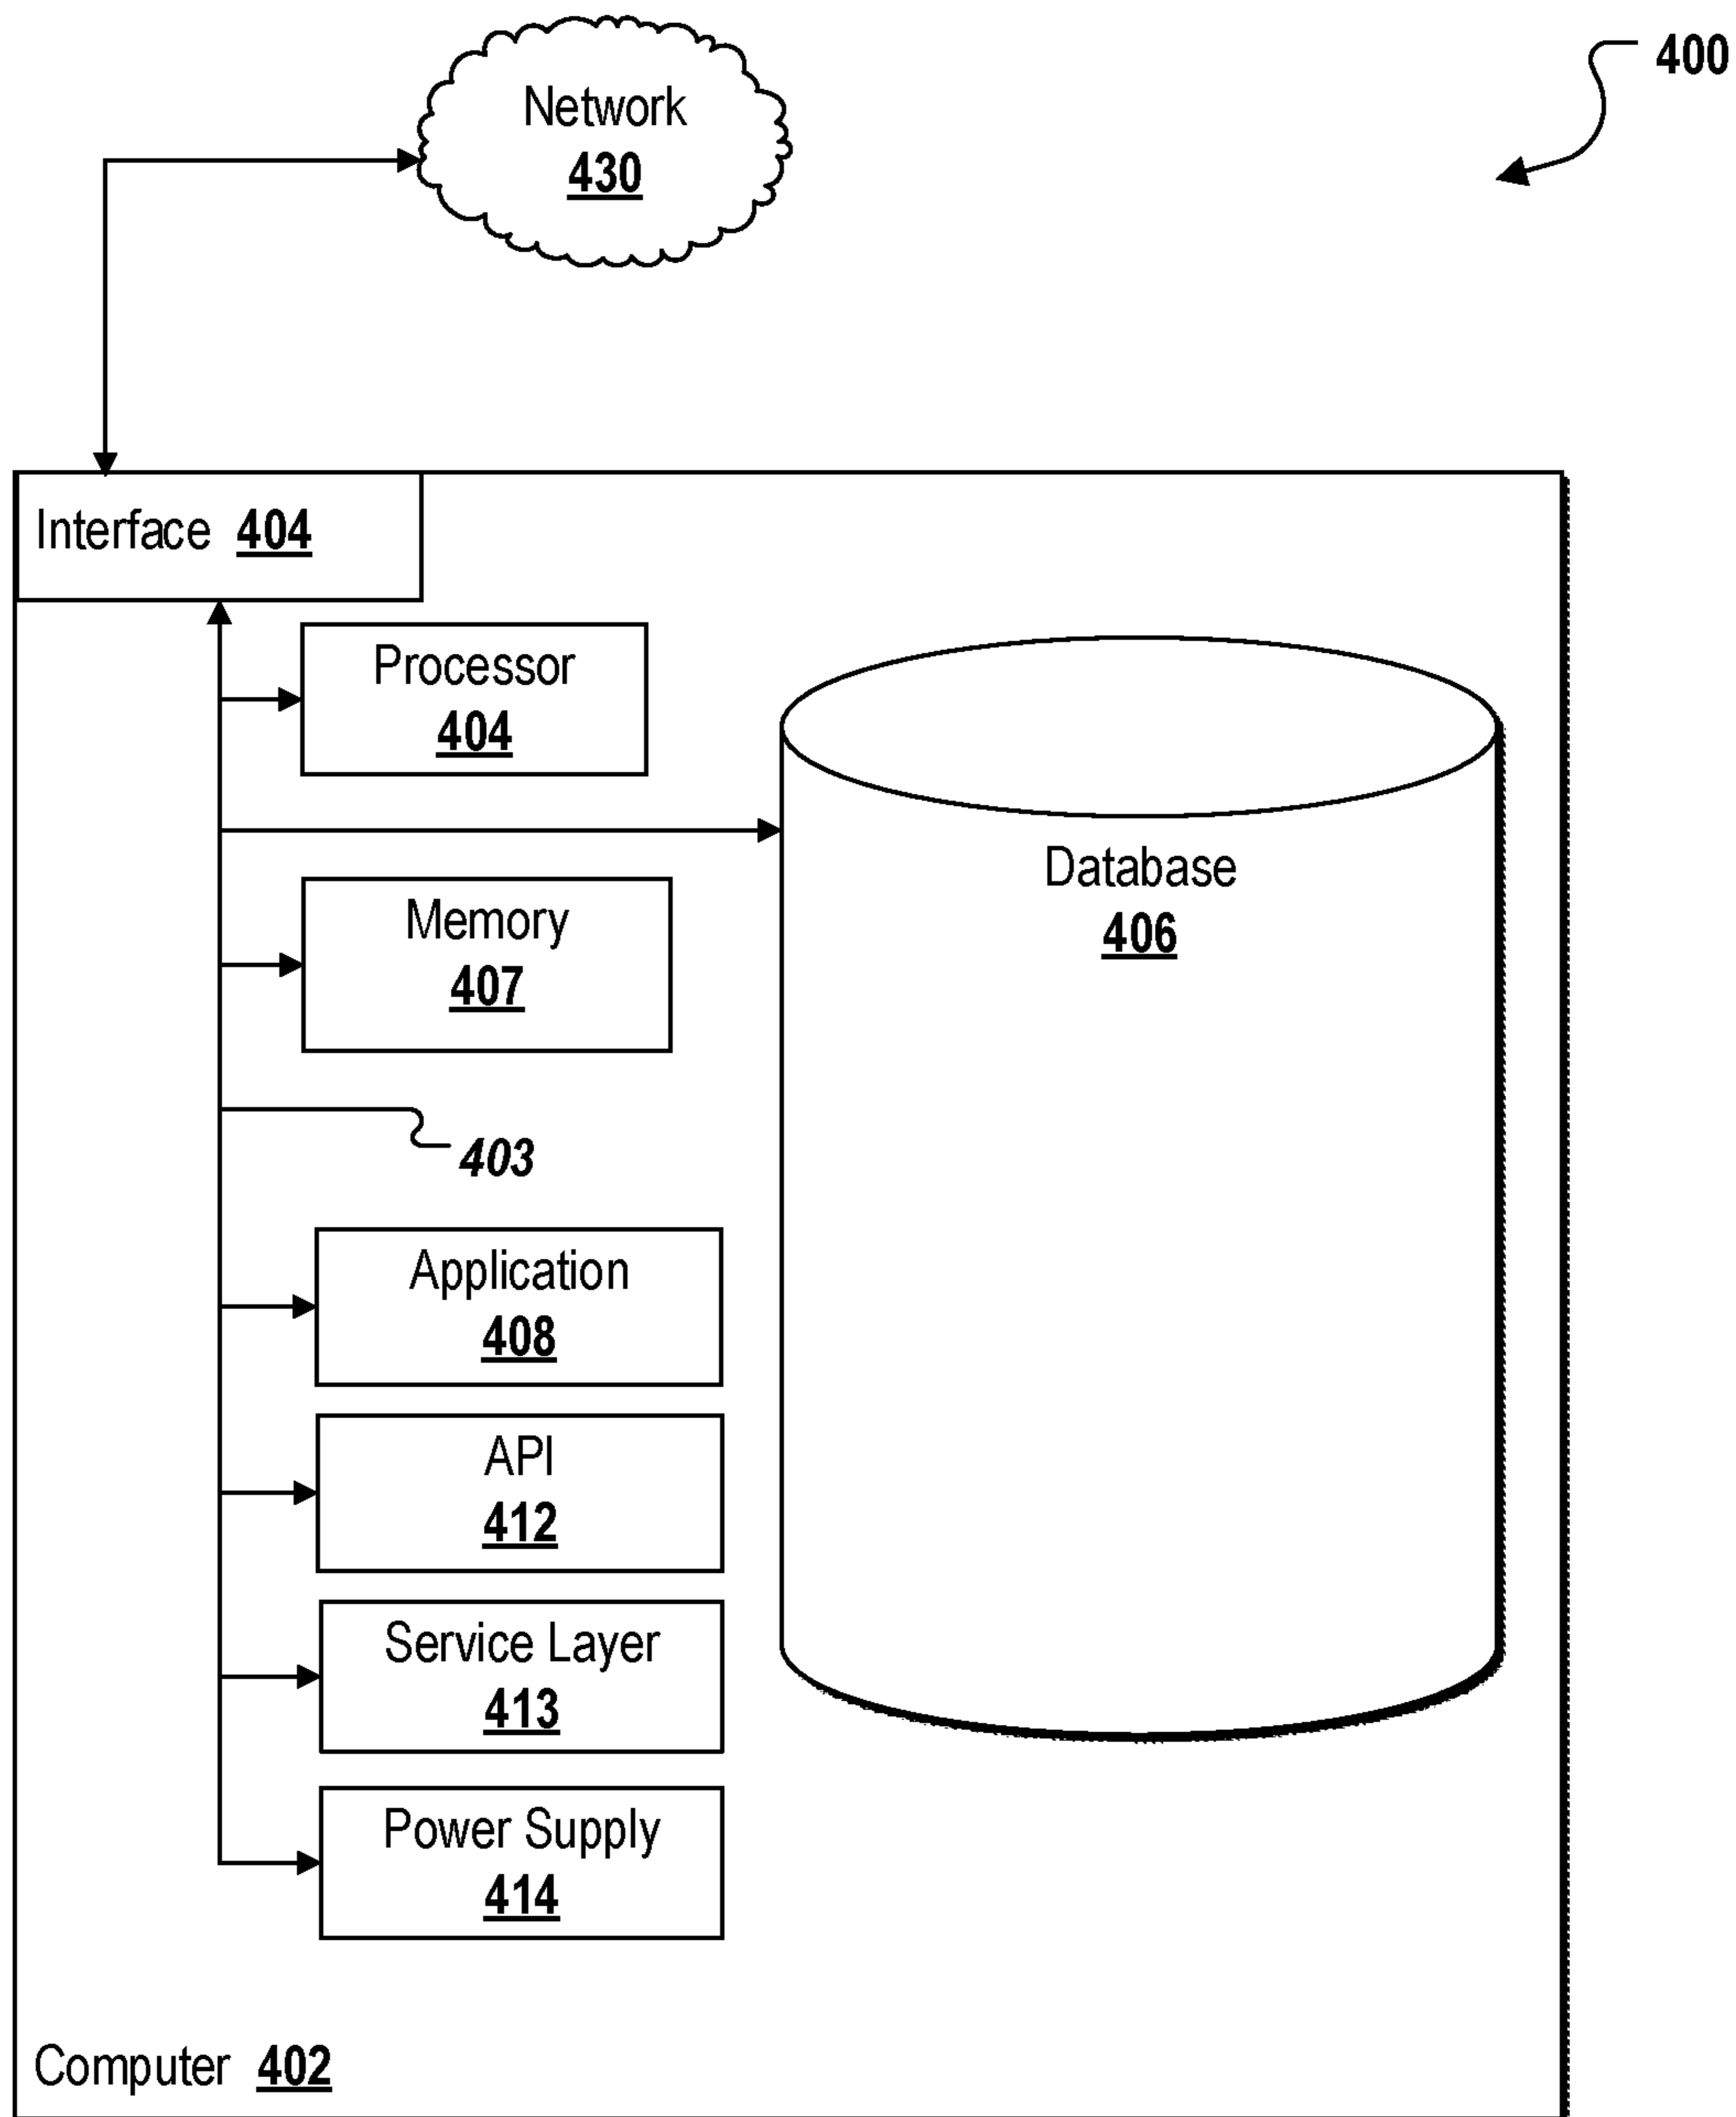 400
Network
430
Interface 404
Processor
404
Database
406
Memory
407
403
Application
408
API
412
Service Layer
413
Power Supply
414
Computer 402